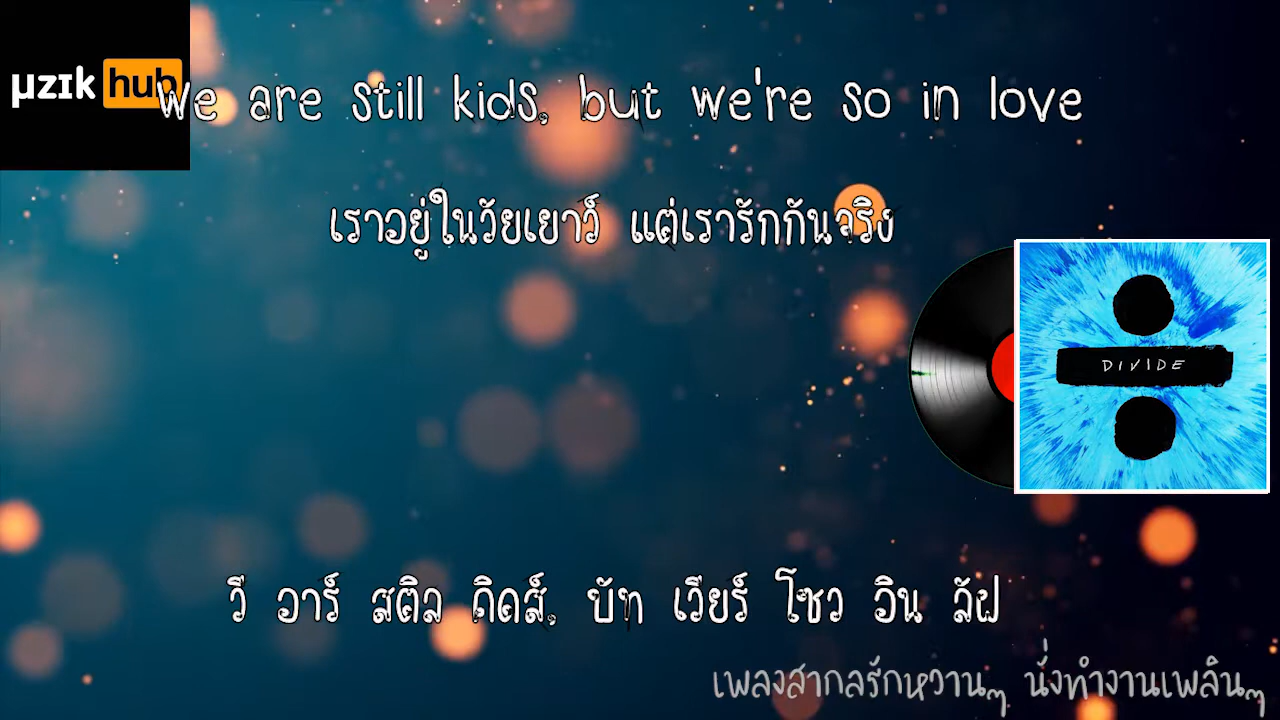 μzık hub
we are still kids, but we're so in love
เราอยู่ในวัยเยาว์ แต่เรารักกันจริง
DIVIDE
วี อาร์ สติล คิดส์, บัท เวียร์ โซว อิน ลัฝ
เพลงสากลรักหวานๆ นั่งทำงานเพลินๆ